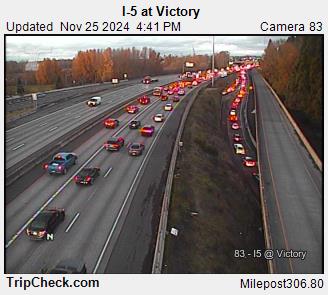 I-5 at Victory
Updated Nov 25 2024 4:41 PM Camera 83
N
83 - I5 @ Victory
TripCheck.com Milepost306.80